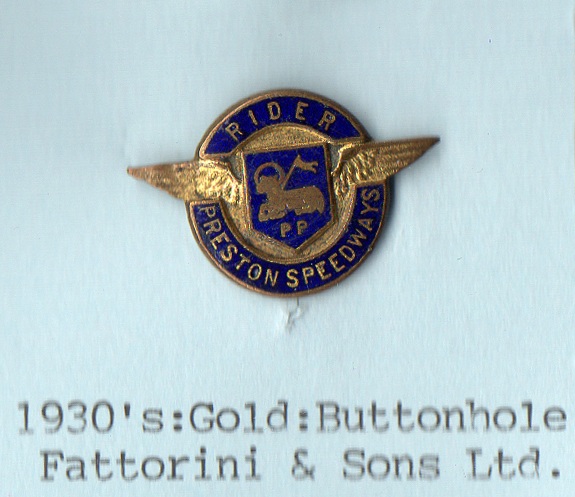 RIDER
PP
PRESTON SPEEDWAYS
1930's:Gold:Buttonhole
Fattorini & Sons Ltd.